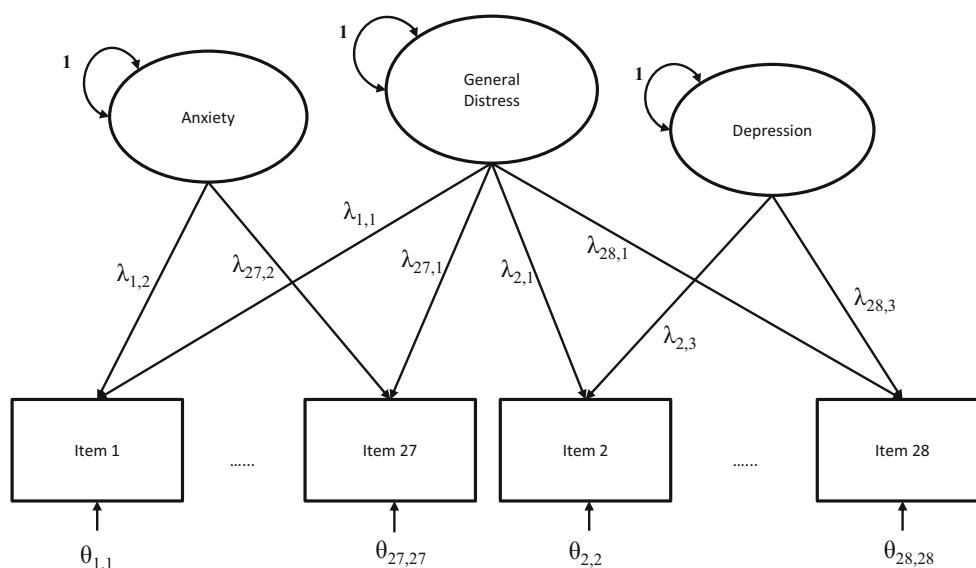 1
Anxiety
1
General
Distress
1
Depression
λ1,2
λ27,2
λ1,1
λ27,1
λ2,1
λ28,1
λ2,3
λ28,3
Item 1
......
Item 27
Item 2
......
Item 28
θ1,1
θ27,27
θ2,2
θ28,28